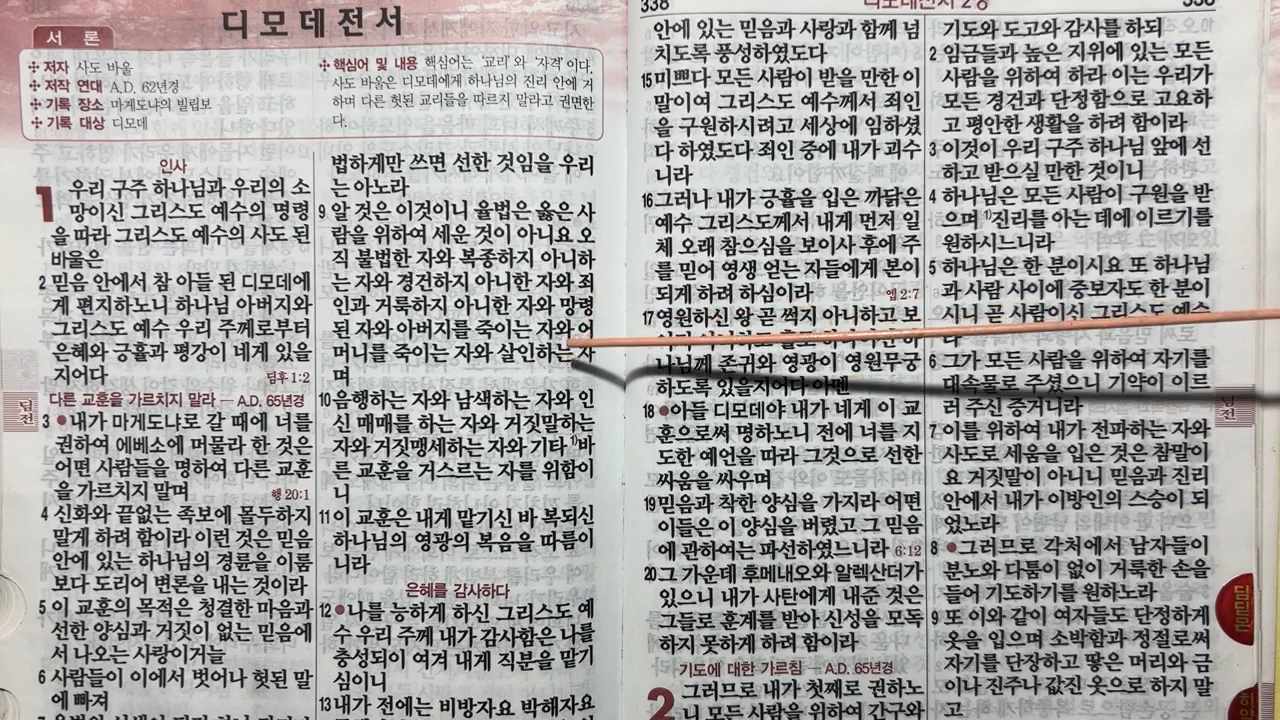 디모데전서
서 론
✣ 저자 사도 바울
✣ 저작 연대 A.D. 62년경
✣ 기록 장소 마게도냐의 빌립보
✣ 기록 대상 디모데
✣ 핵심어 및 내용 핵심어는 ‘교리’와 ‘자격’이다.
사도 바울은 디모데에게 하나님의 진리 안에 거
하며 다른 헛된 교리들을 따르지 말라고 권면한
다.
인사
1 우리 구주 하나님과 우리의 소
망이신 그리스도 예수의 명령
을 따라 그리스도 예수의 사도 된
바울은
2 믿음 안에서 참 아들 된 디모데에
게 편지하노니 하나님 아버지와
그리스도 예수 우리 주께로부터
은혜와 긍휼과 평강이 네게 있을
지어다 딤후 1:2
다른 교훈을 가르치지 말라 ─ A.D. 65년경
3 ●내가 마게도냐로 갈 때에 너를
권하여 에베소에 머물라 한 것은
어떤 사람들을 명하여 다른 교훈
을 가르치지 말며 행 20:1
4 신화와 끝없는 족보에 몰두하지
말게 하려 함이라 이런 것은 믿음
안에 있는 하나님의 경륜을 이룸
보다 도리어 변론을 내는 것이라
5 이 교훈의 목적은 청결한 마음과
선한 양심과 거짓이 없는 믿음에
서 나오는 사랑이거늘
6 사람들이 이에서 벗어나 헛된 말
에 빠져
법하게만 쓰면 선한 것임을 우리
는 아노라
9 알 것은 이것이니 율법은 옳은 사
람을 위하여 세운 것이 아니요 오
직 불법한 자와 복종하지 아니하
는 자와 경건하지 아니한 자와 죄
인과 거룩하지 아니한 자와 망령
된 자와 아버지를 죽이는 자와 어
머니를 죽이는 자와 살인하는 자
며
10 음행하는 자와 남색하는 자와 인
신 매매를 하는 자와 거짓말하는
자와 거짓맹세하는 자와 기타 1)바
른 교훈을 거스르는 자를 위함이
니
11 이 교훈은 내게 맡기신 바 복되신
하나님의 영광의 복음을 따름이
니라
은혜를 감사하다
12 ●나를 능하게 하신 그리스도 예
수 우리 주께 내가 감사함은 나를
충성되이 여겨 내게 직분을 맡기
심이니
13 내가 전에는 비방자요 박해자요
338 디모데전서 2장 338
안에 있는 믿음과 사랑과 함께 넘
치도록 풍성하였도다
15 미쁘다 모든 사람이 받을 만한 이
말이여 그리스도 예수께서 죄인
을 구원하시려고 세상에 임하셨
다 하였도다 죄인 중에 내가 괴수
니라
16 그러나 내가 긍휼을 입은 까닭은
예수 그리스도께서 내게 먼저 일
체 오래 참으심을 보이사 후에 주
를 믿어 영생 얻는 자들에게 본이
되게 하려 하심이라 엡 2:7
17 영원하신 왕 곧 썩지 아니하고 보
나님께 존귀와 영광이 영원무궁
하도록 있을지어다 아멘
18 ●아들 디모데야 내가 네게 이 교
훈으로써 명하노니 전에 너를 지
도한 예언을 따라 그것으로 선한
싸움을 싸우며
19 믿음과 착한 양심을 가지라 어떤
이들은 이 양심을 버렸고 그 믿음
에 관하여는 파선하였느니라 6:12
20 그 가운데 후메내오와 알렉산더가
있으니 내가 사탄에게 내준 것은
그들로 훈계를 받아 신성을 모독
하지 못하게 하려 함이라
기도에 대한 가르침 ─ A.D. 65년경
2 그러므로 내가 첫째로 권하노
니 모든 사람을 위하여 간구와
기도와 도고와 감사를 하되
2 임금들과 높은 지위에 있는 모든
사람을 위하여 하라 이는 우리가
모든 경건과 단정함으로 고요하
고 평안한 생활을 하려 함이라
3 이것이 우리 구주 하나님 앞에 선
하고 받으실 만한 것이니
4 하나님은 모든 사람이 구원을 받
으며 1)진리를 아는 데에 이르기를
원하시느니라
5 하나님은 한 분이시요 또 하나님
과 사람 사이에 중보자도 한 분이
시니 곧 사람이신 그리스도 예수
라
6 그가 모든 사람을 위하여 자기를
대속물로 주셨으니 기약이 이르
러 주신 증거니라
7 이를 위하여 내가 전파하는 자와
사도로 세움을 입은 것은 참말이
요 거짓말이 아니니 믿음과 진리
안에서 내가 이방인의 스승이 되
었노라
8 ●그러므로 각처에서 남자들이
분노와 다툼이 없이 거룩한 손을
들어 기도하기를 원하노라
9 또 이와 같이 여자들도 단정하게
옷을 입으며 소박함과 정절로써
자기를 단장하고 땋은 머리와 금
이나 진주나 값진 옷으로 하지 말
고
딤전
딤전
딤딛몬